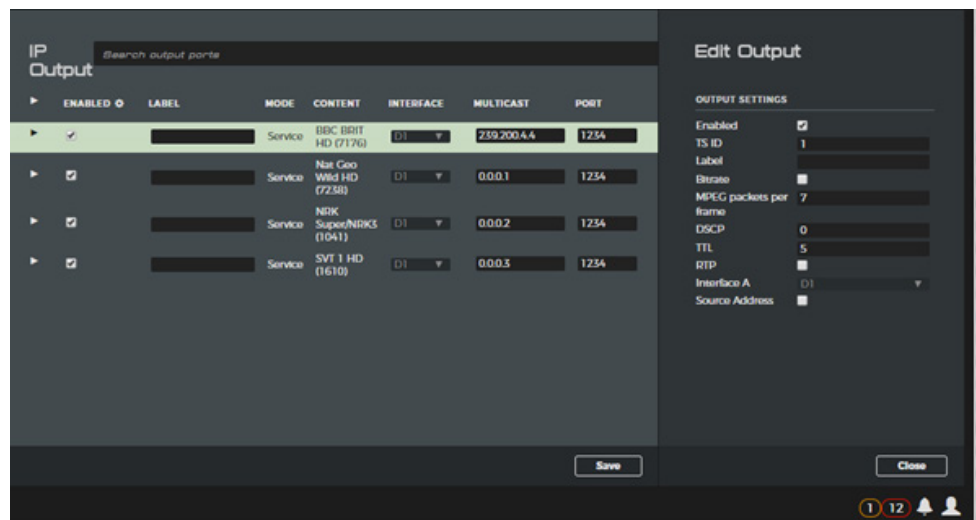 IP
Output
Search output ports
ENABLED LABEL MODE CONTENT INTERFACE MULTICAST PORT
Service BBC BRIT
HD (7176) D1 239.200.4.4 1234
Service Nat Geo
Wild HD
(7238) D1 0.0.0.1 1234
Service NRK
Super/NRK3
(1041) D1 0.0.0.2 1234
Service SVT 1 HD
(1610) D1 0.0.0.3 1234
Save
Edit Output
OUTPUT SETTINGS
Enabled
TS ID 1
Label
Bitrate
MPEG packets per
frame 7
DSCP 0
TTL 5
RTP
Interface A D1
Source Address
Close
1 12